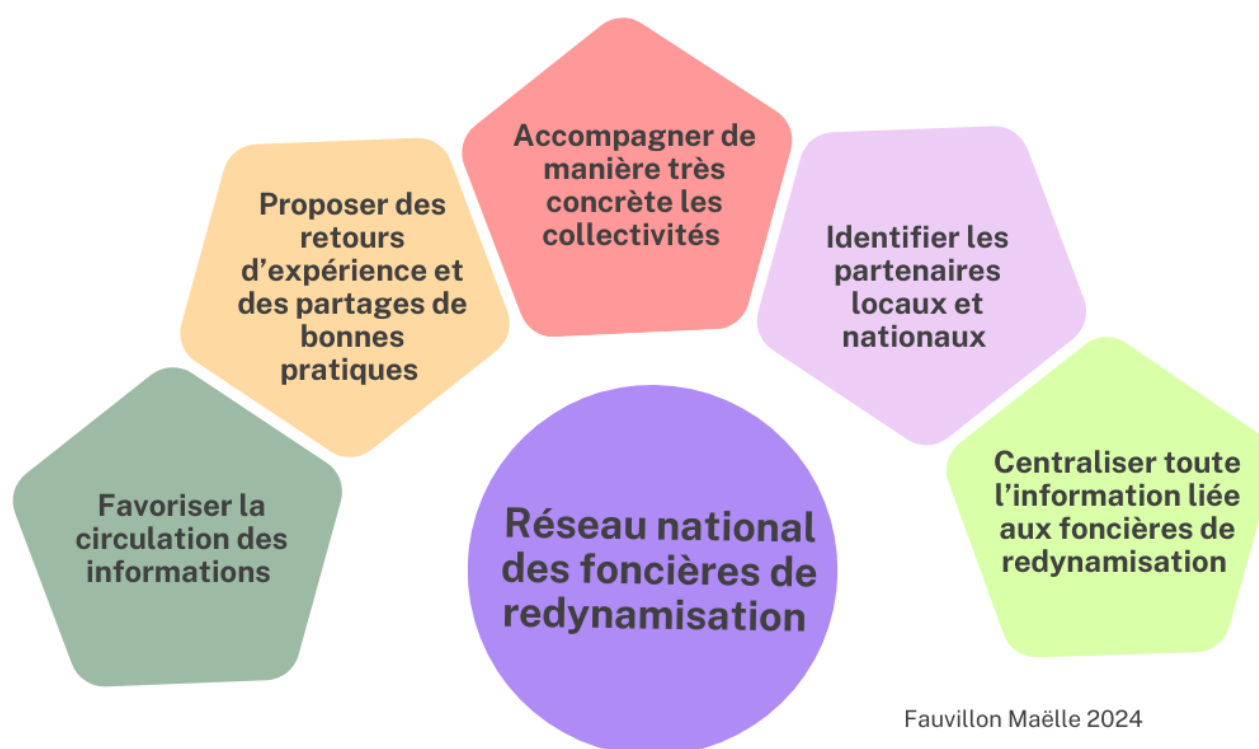 Accompagner de
manière très
concrète les
collectivités
Proposer des
retours
d'expérience et
des partages de
bonnes
pratiques
Identifier les
partenaires
locaux et
nationaux
Favoriser la
circulation des
informations
Centraliser toute
l'information liée
aux foncières de
redynamisation
Réseau national
des foncières de
redynamisation
Fauvillon Maëlle 2024